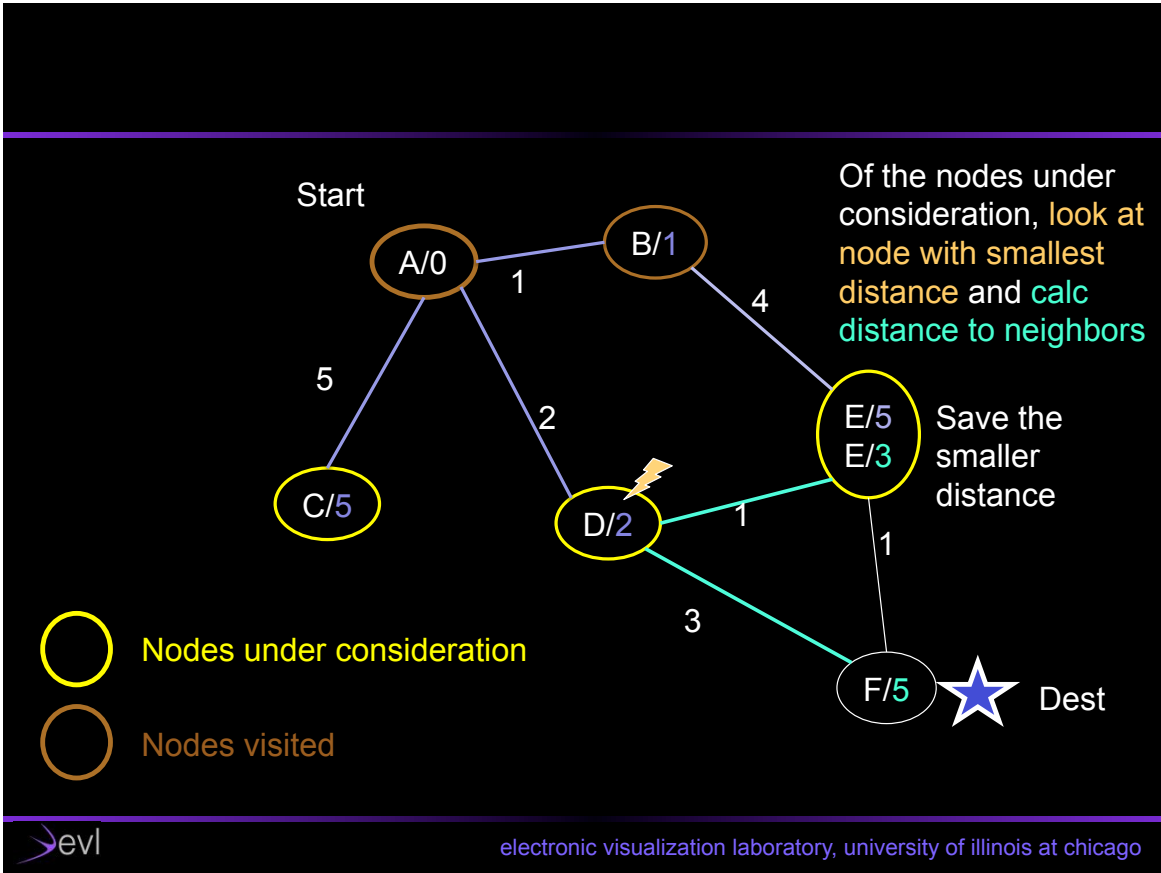 Start
Of the nodes under
consideration, look at
node with smallest
distance and calc
distance to neighbors
A/0
B/1
1
4
5
2
E/5
E/3
Save the
smaller
distance
C/5
D/2
1
1
3
Nodes under consideration
F/5
Dest
Nodes visited
evl
electronic visualization laboratory, university of illinois at chicago